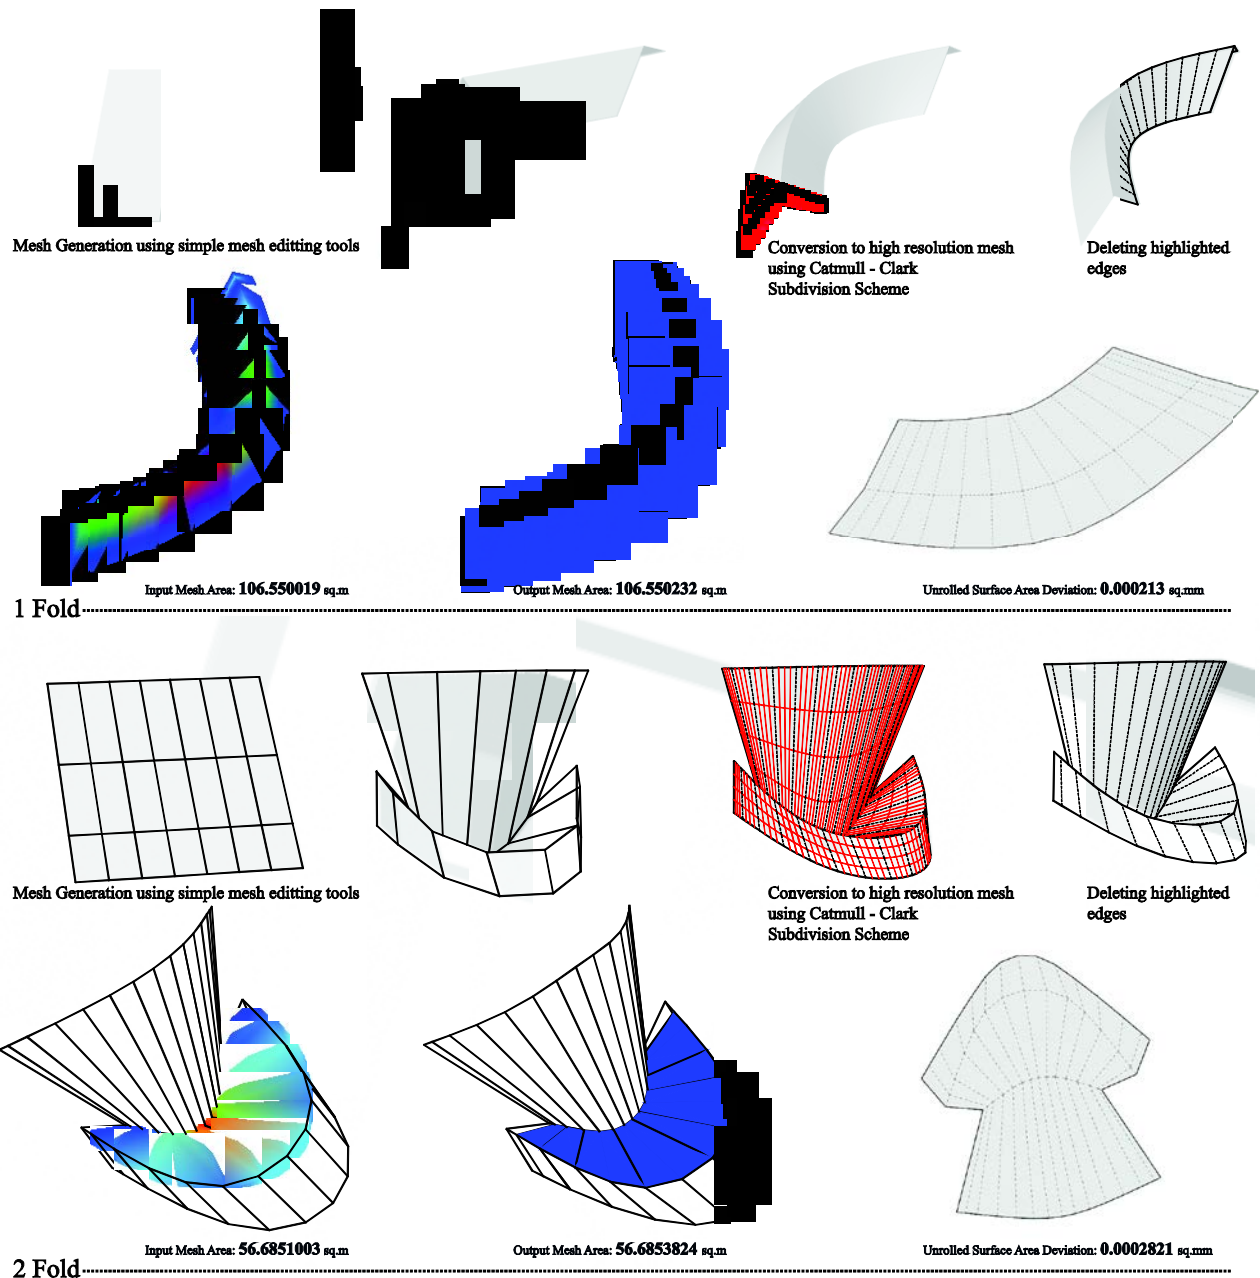 Mesh Generation using simple mesh editting tools
Conversion to high resolution mesh
using Catmull - Clark
Subdivision Scheme
Deleting highlighted
edges
Input Mesh Area: 106.550019 sq.m
Output Mesh Area: 106.550232 sq.m
Unrolled Surface Area Deviation: 0.000213 sq.mm
1 Fold
Mesh Generation using simple mesh editting tools
Conversion to high resolution mesh
using Catmull - Clark
Subdivision Scheme
Deleting highlighted
edges
Input Mesh Area: 56.6851003 sq.m
Output Mesh Area: 56.6853824 sq.m
Unrolled Surface Area Deviation: 0.0002821 sq.mm
2 Fold